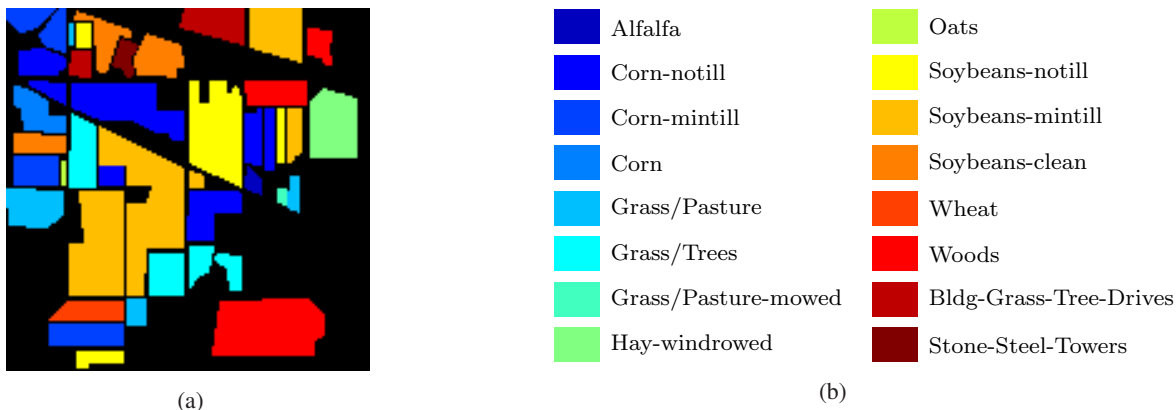 Alfalfa
Corn-notill
Corn-mintill
Corn
Grass/Pasture
Grass/Trees
Grass/Pasture-mowed
Hay-windrowed
Oats
Soybeans-notill
Soybeans-mintill
Soybeans-clean
Wheat
Woods
Bldg-Grass-Tree-Drives
Stone-Steel-Towers
(a)
(b)